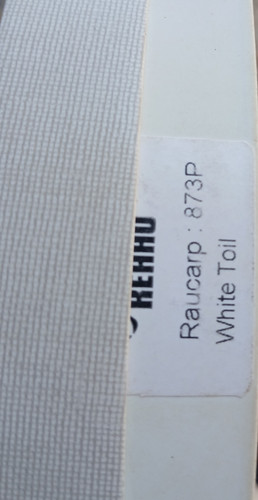 REHAU
Raucarp : 873P
White Toil